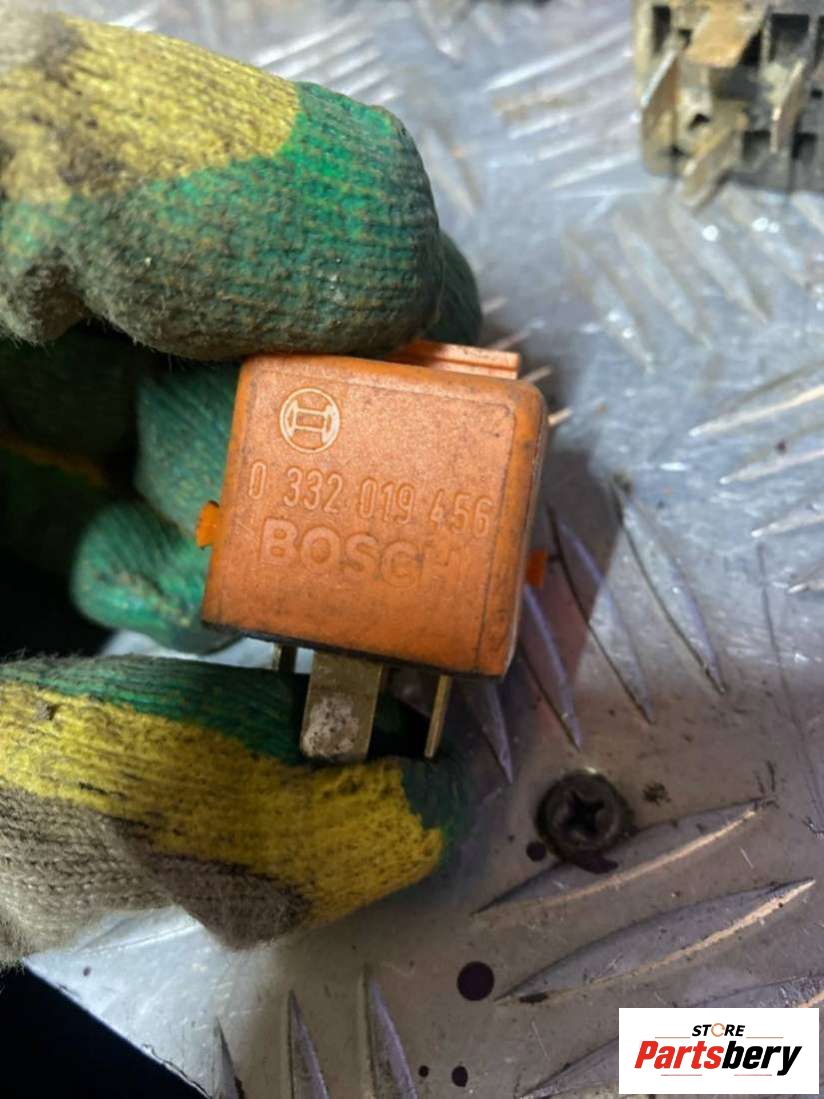 0 332 019 456
BOSCH
STORE
Partsbery